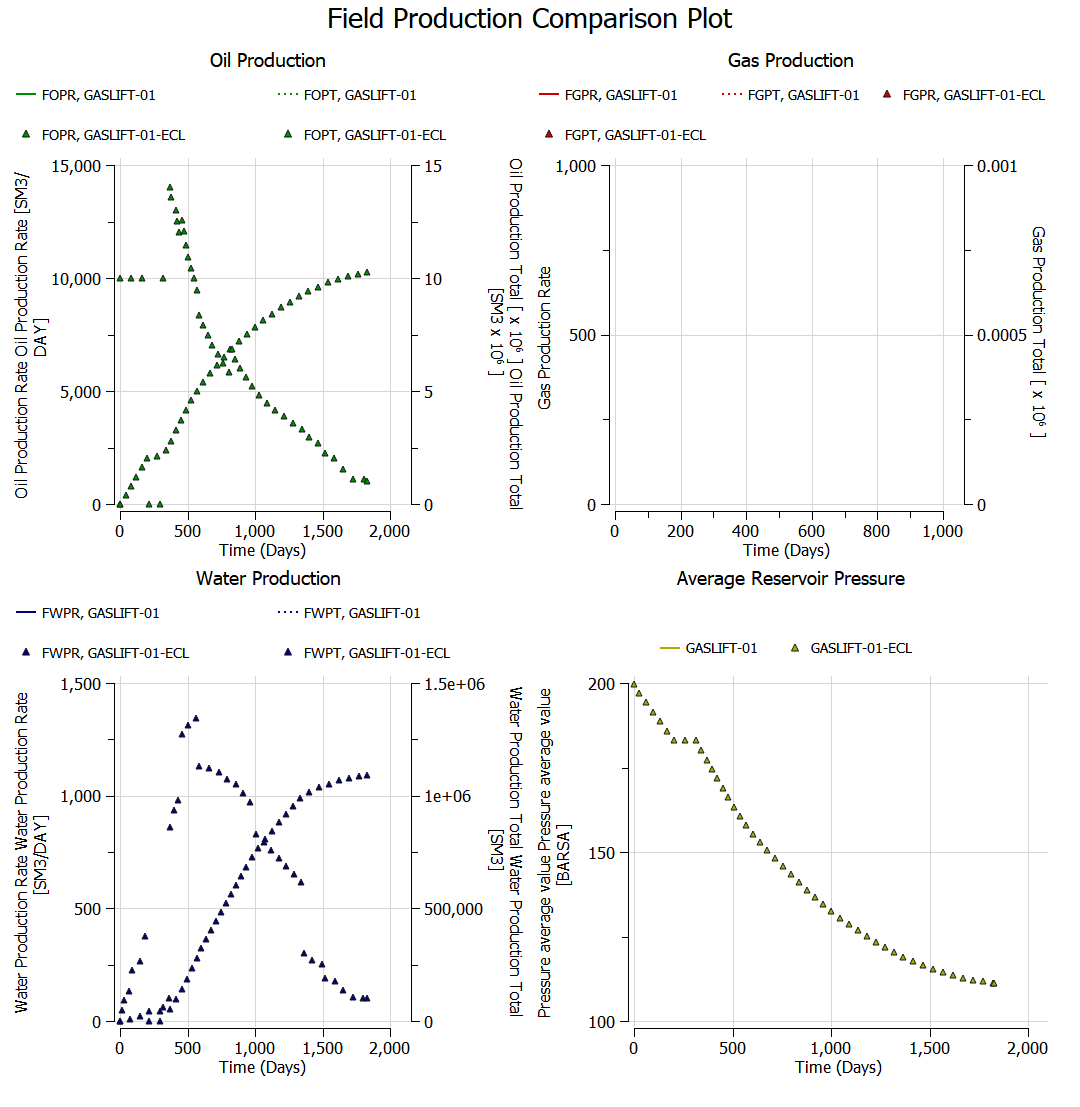 Field Production Comparison Plot
Oil Production
FOPR, GASLIFT-01
FOPT, GASLIFT-01
FOPR, GASLIFT-01-ECL
FOPT, GASLIFT-01-ECL
Oil Production Rate Oil Production Rate [SM3/
DAY]
15,000
10,000
5,000
0
15
10
5
0
Oil Production Total [ x 10⁶ ] Oil Production Total
[SM3 x 10⁶ ]
0
500
1,000
1,500
2,000
Time (Days)
Gas Production
FGPR, GASLIFT-01
FGPT, GASLIFT-01
FGPR, GASLIFT-01-ECL
FGPT, GASLIFT-01-ECL
Gas Production Rate
1,000
500
0
0.001
0.0005
0
Gas Production Total [ x 10⁶ ]
0
200
400
600
800
1,000
Time (Days)
Water Production
FWPR, GASLIFT-01
FWPT, GASLIFT-01
FWPR, GASLIFT-01-ECL
FWPT, GASLIFT-01-ECL
Water Production Rate Water Production Rate
[SM3/DAY]
1,500
1,000
500
0
1.5e+06
1e+06
500,000
0
Water Production Total Water Production Total
[SM3]
0
500
1,000
1,500
2,000
Time (Days)
Average Reservoir Pressure
GASLIFT-01
GASLIFT-01-ECL
Pressure average value Pressure average value
[BARSA]
200
150
100
0
500
1,000
1,500
2,000
Time (Days)